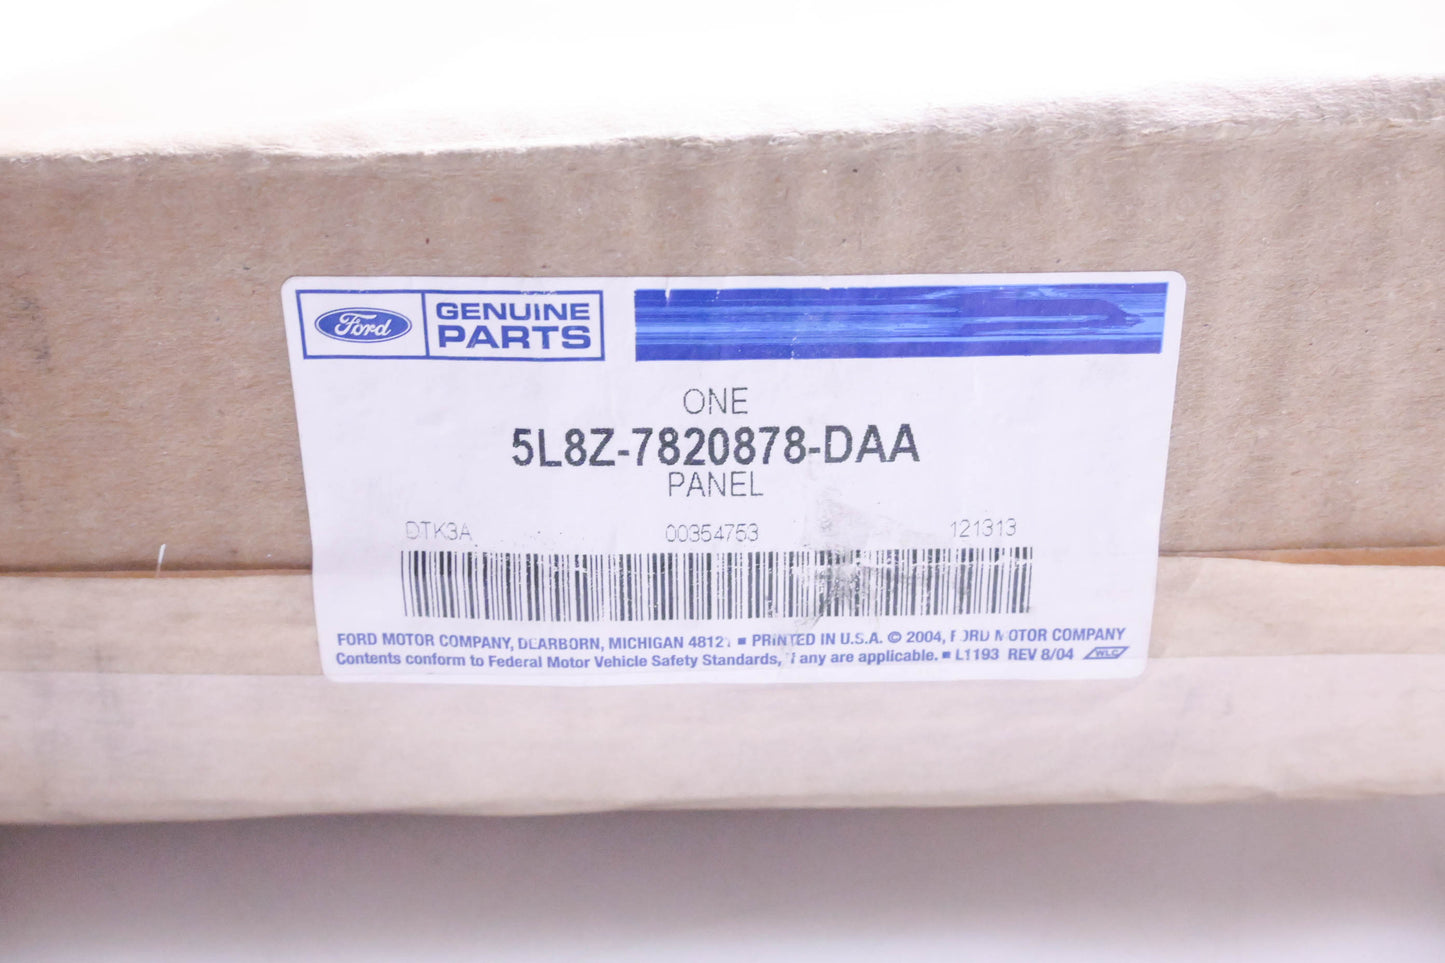 Ford
GENUINE
PARTS
ONE
5L8Z-7820878-DAA
PANEL
DTK3A 00354753 121313
FORD MOTOR COMPANY, DEARBORN, MICHIGAN 48121 ■ PRINTED IN U.S.A. © 2004, FORD MOTOR COMPANY
Contents conform to Federal Motor Vehicle Safety Standards, if any are applicable. ■ L1193 REV 8/04 WLC